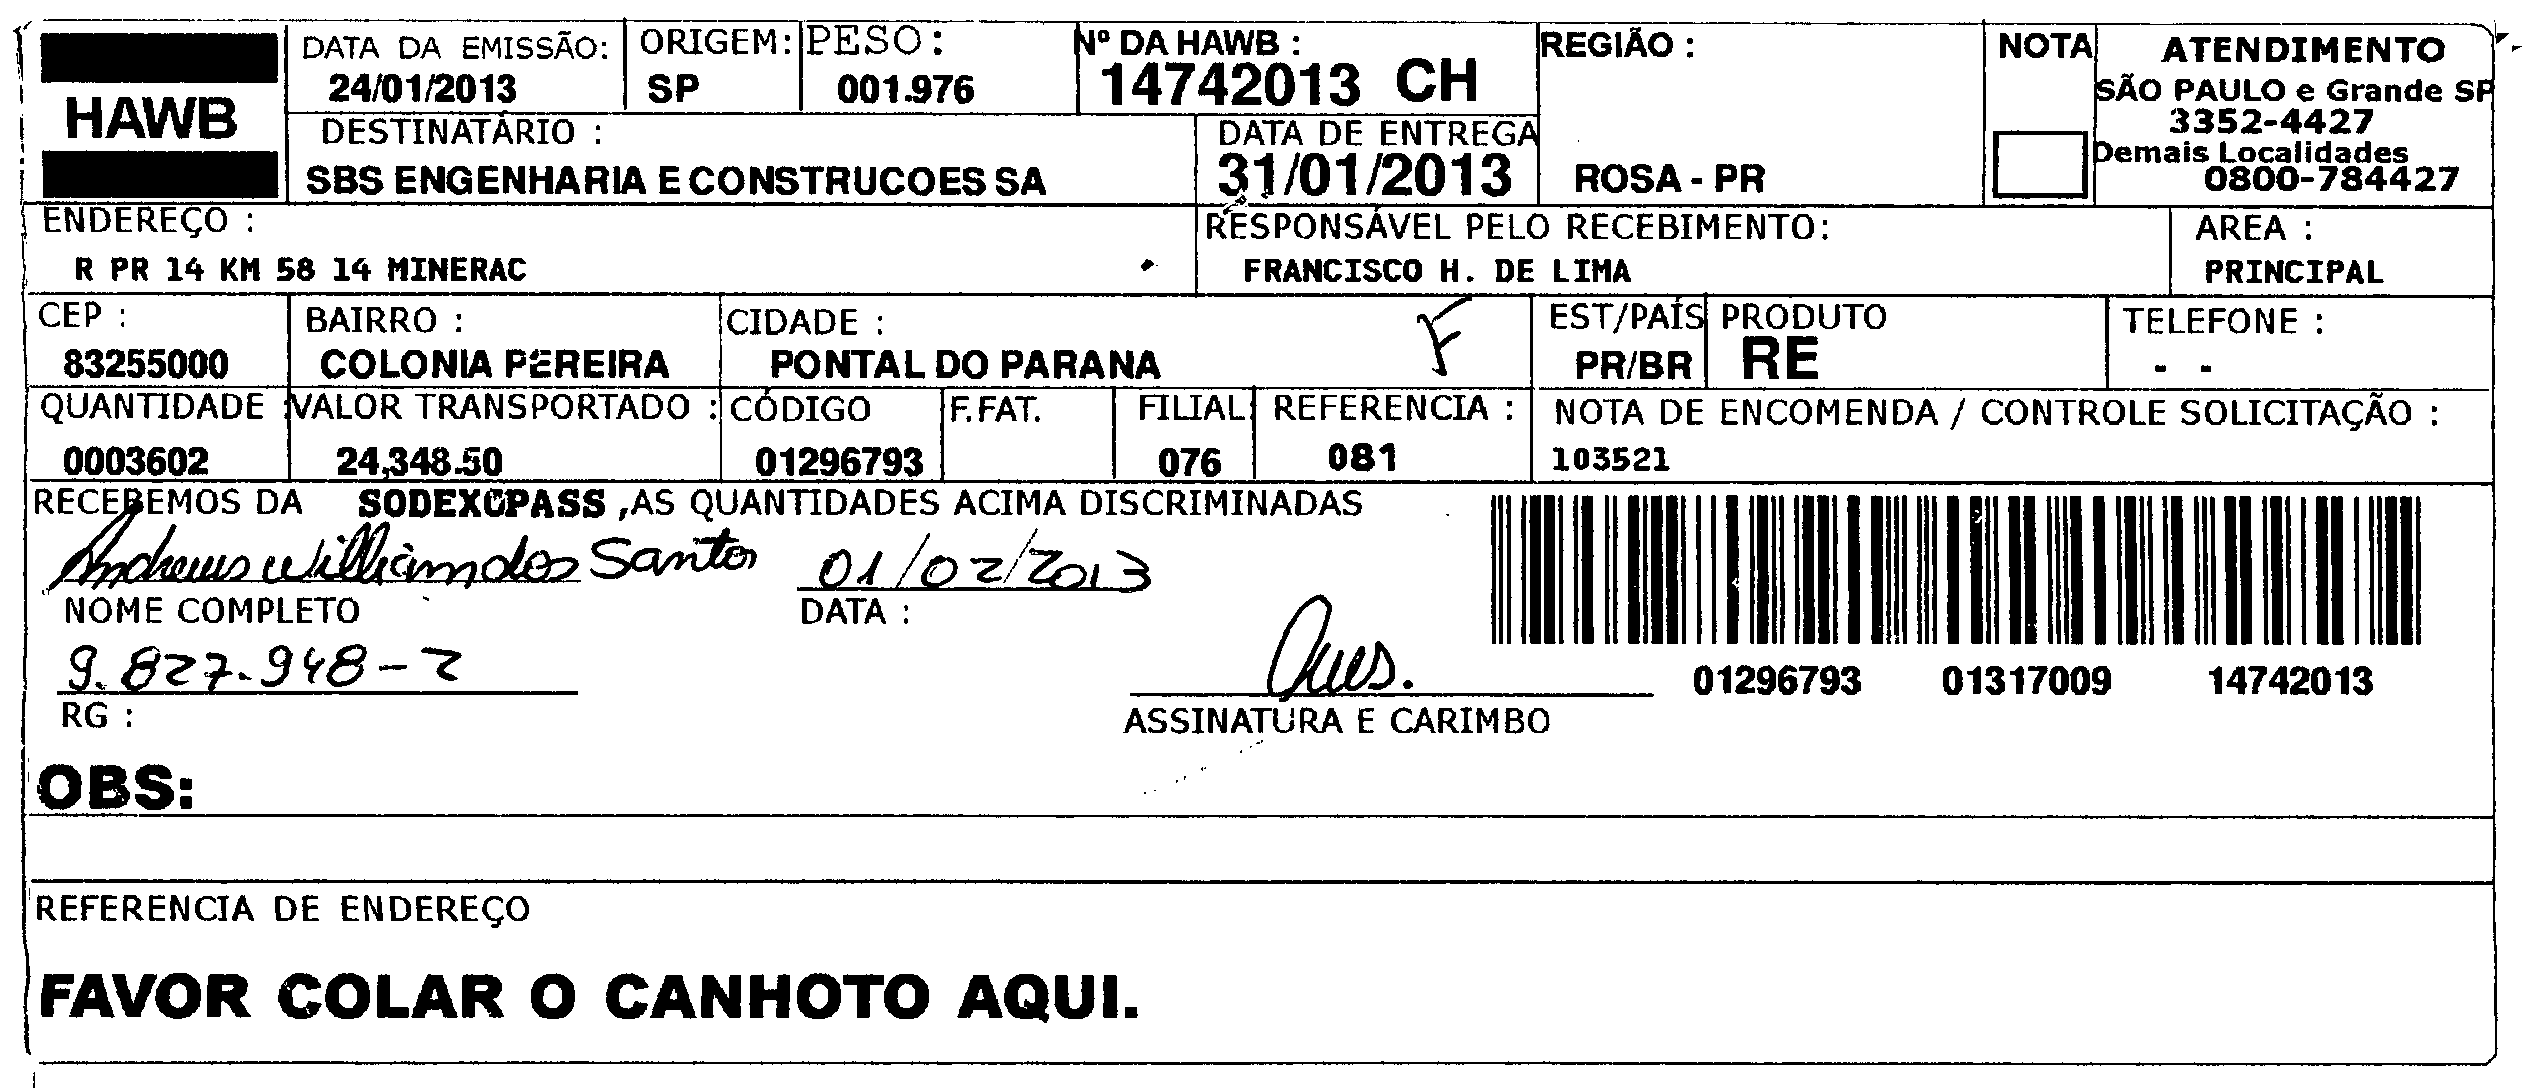 HAWB
DATA DA EMISSÃO:
24/01/2013
ORIGEM:
SP
PESO:
001.976
Nº DA HAWB :
14742013 CH
REGIÃO :
ROSA - PR
NOTA
ATENDIMENTO
SÃO PAULO e Grande SP
3352-4427
Demais Localidades
0800-784427
DESTINATÁRIO :
SBS ENGENHARIA E CONSTRUCOES SA
DATA DE ENTREGA
31/01/2013
ENDEREÇO :
R PR 14 KM 58 14 MINERAC
RESPONSÁVEL PELO RECEBIMENTO:
FRANCISCO H. DE LIMA
AREA :
PRINCIPAL
CEP :
83255000
BAIRRO :
COLONIA PEREIRA
CIDADE :
PONTAL DO PARANA
F
EST/PAÍS
PR/BR
PRODUTO
RE
TELEFONE :
- -
QUANTIDADE
0003602
VALOR TRANSPORTADO :
24,348.50
CÓDIGO
01296793
F.FAT.
FILIAL
076
REFERENCIA :
081
NOTA DE ENCOMENDA / CONTROLE SOLICITAÇÃO :
103521
RECEBEMOS DA SODEXOPASS ,AS QUANTIDADES ACIMA DISCRIMINADAS
Andrews William dos Santos
01/02/2013
NOME COMPLETO
DATA :
9.827.948-2
RG :
ASSINATURA E CARIMBO
01296793 01317009 14742013
OBS:
REFERENCIA DE ENDEREÇO
FAVOR COLAR O CANHOTO AQUI.